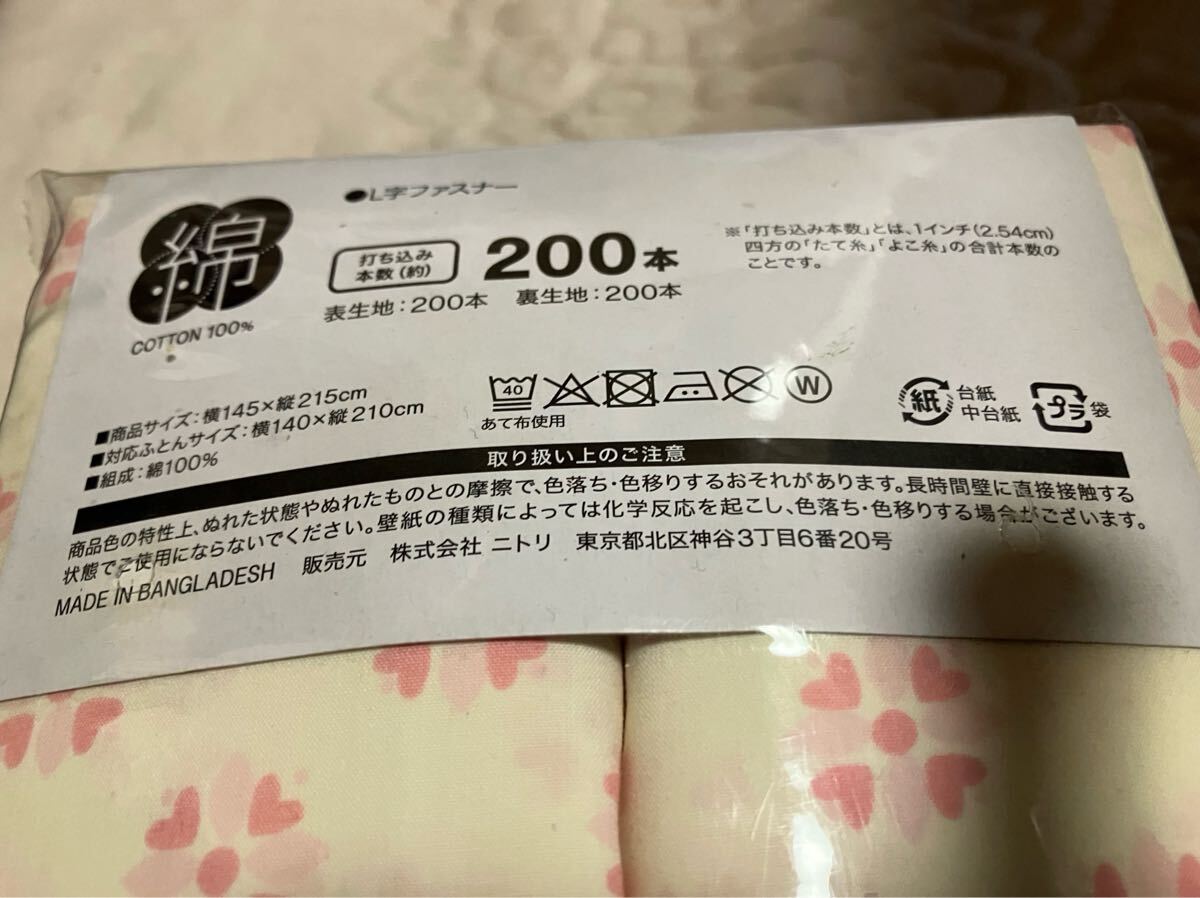 綿
COTTON 100%
●L字ファスナー
打ち込み
本数(約)
200本
表生地:200本 裏生地:200本
※「打ち込み本数」とは、1インチ(2.54cm)
四方の「たて糸」「よこ糸」の合計本数の
ことです。
■商品サイズ:横145×縦215cm
■対応ふとんサイズ:横140×縦210cm
■組成:綿100%
40
W
あて布使用
紙
台紙
中台紙
プラ
袋
取り扱い上のご注意
商品色の特性上、ぬれた状態やぬれたものとの摩擦で、色落ち・色移りするおそれがあります。長時間壁に直接接触する
状態でご使用にならないでください。壁紙の種類によっては化学反応を起こし、色落ち・色移りする場合がございます。
MADE IN BANGLADESH 販売元 株式会社 ニトリ 東京都北区神谷3丁目6番20号